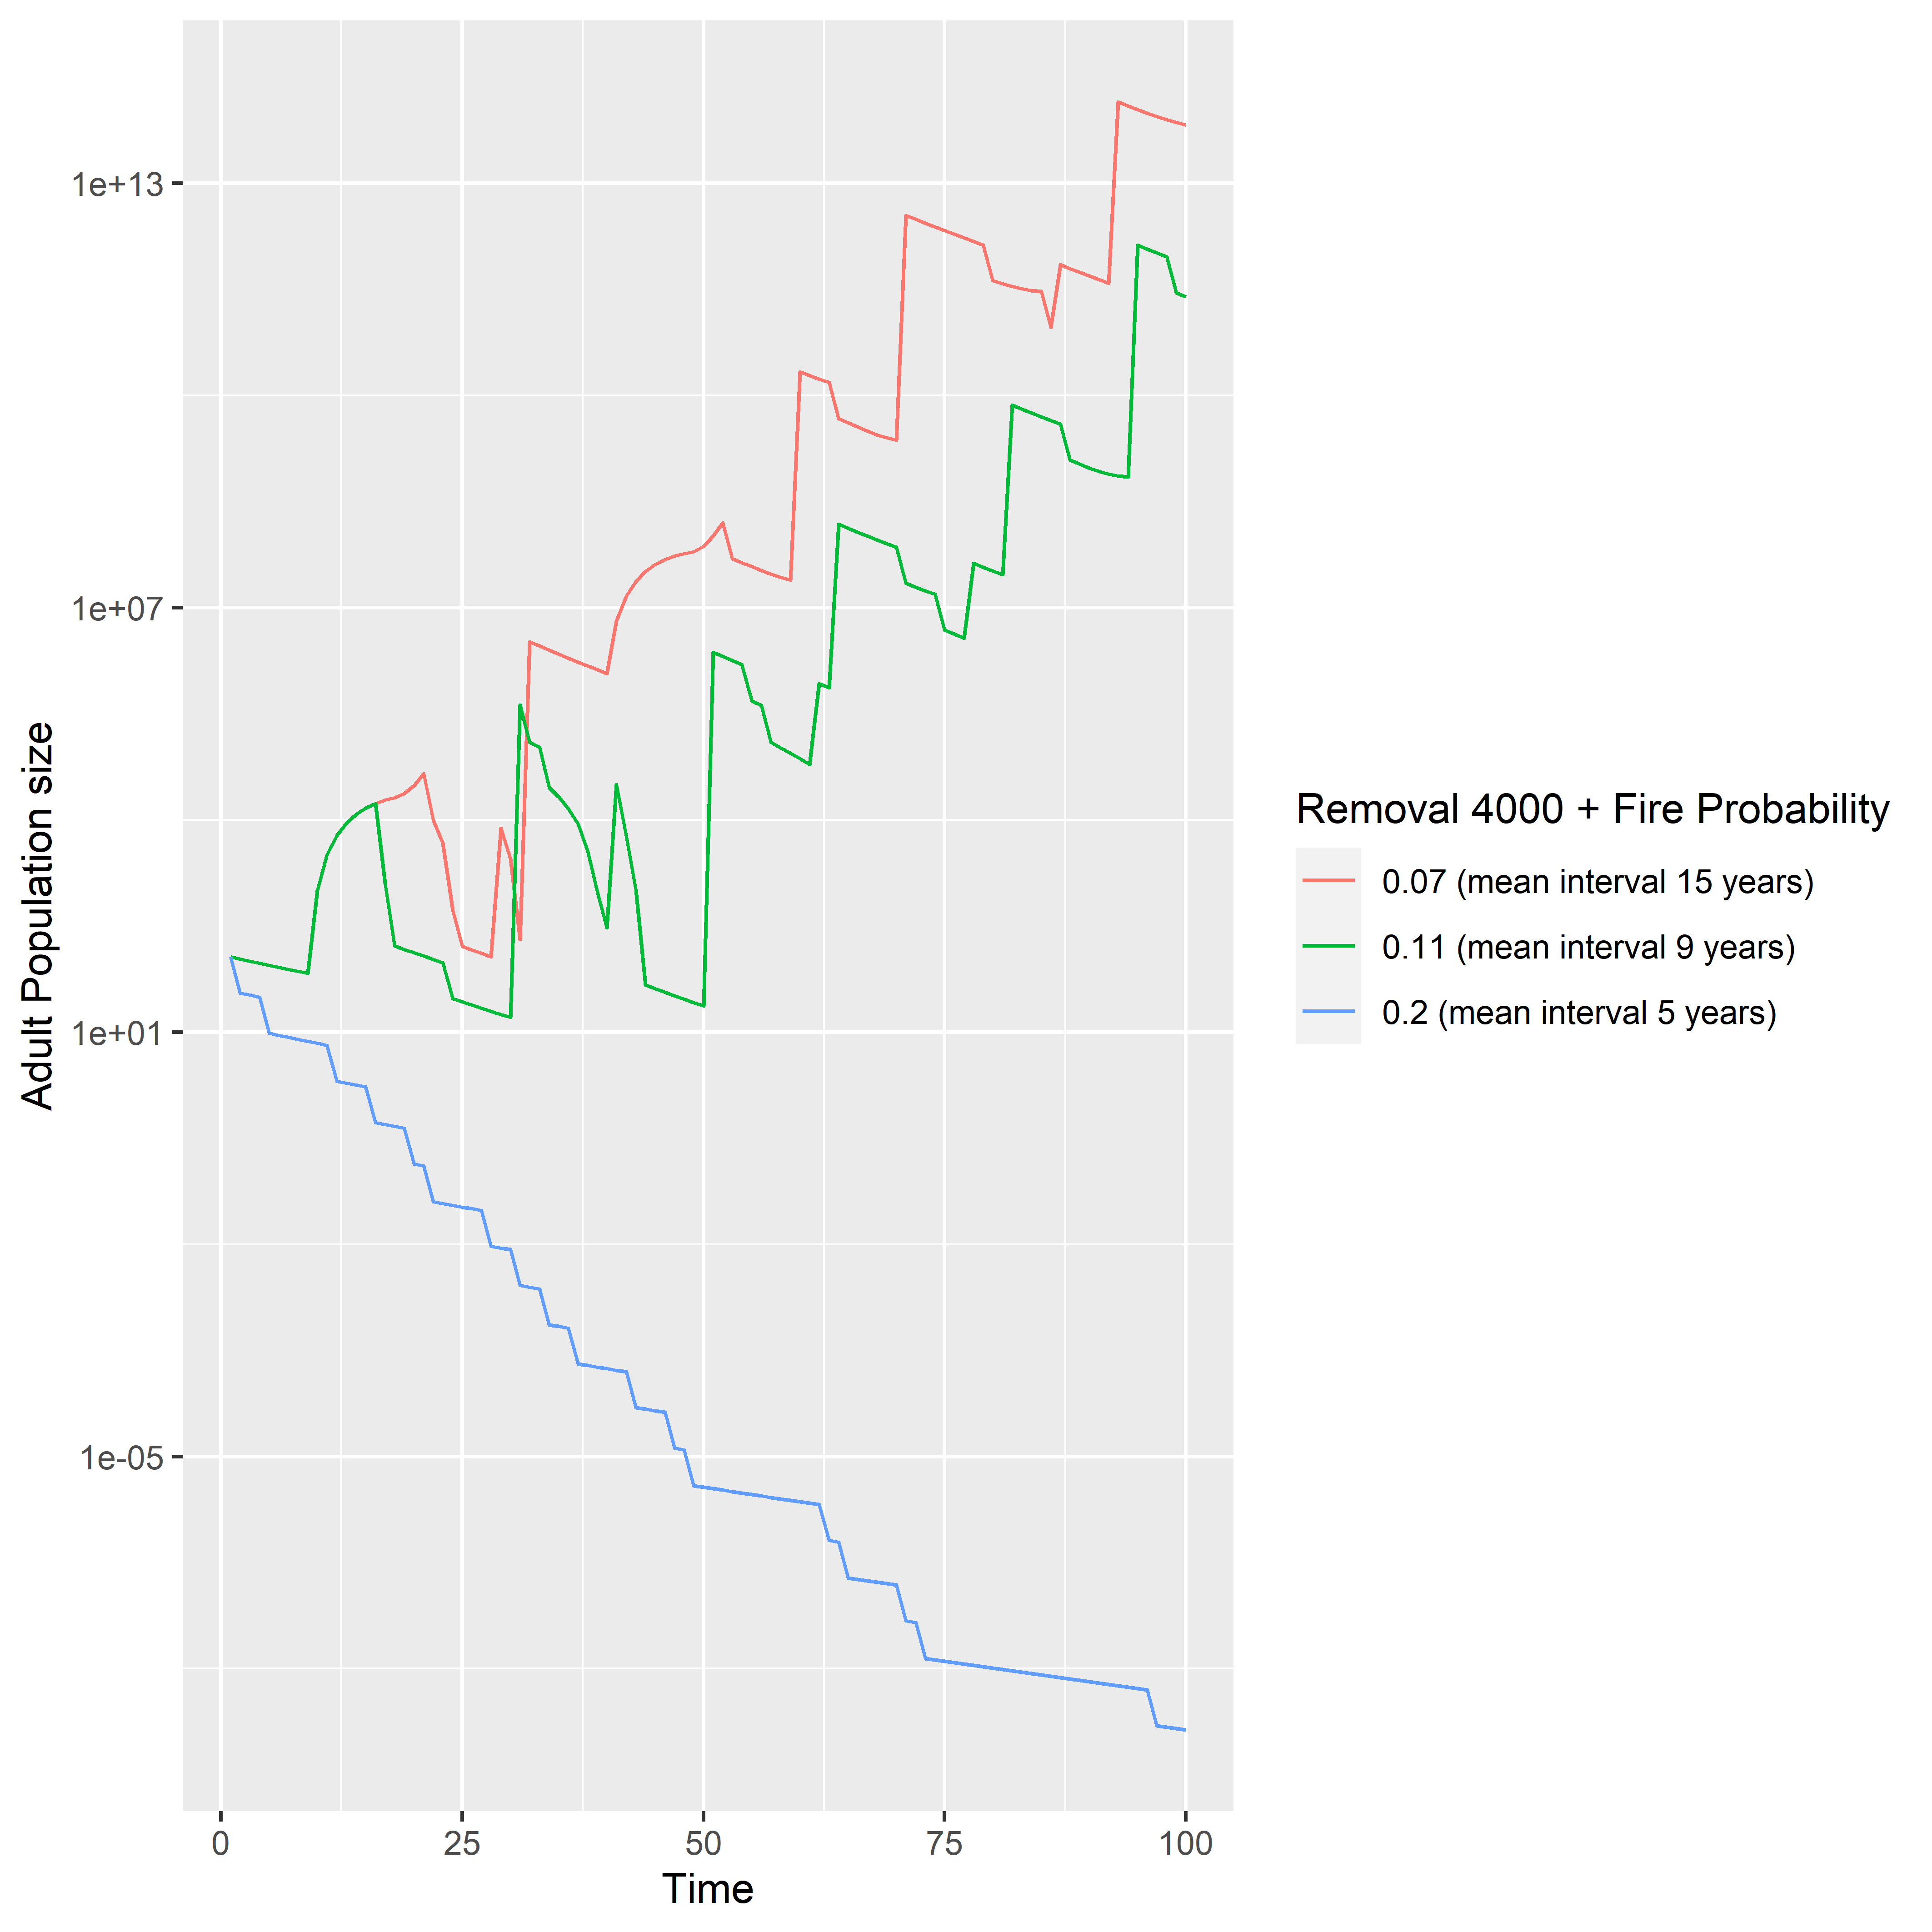 1e+13
1e+07
1e+01
1e-05
Adult Population size
0
25
50
75
100
Time
Removal 4000 + Fire Probability
0.07 (mean interval 15 years)
0.11 (mean interval 9 years)
0.2 (mean interval 5 years)